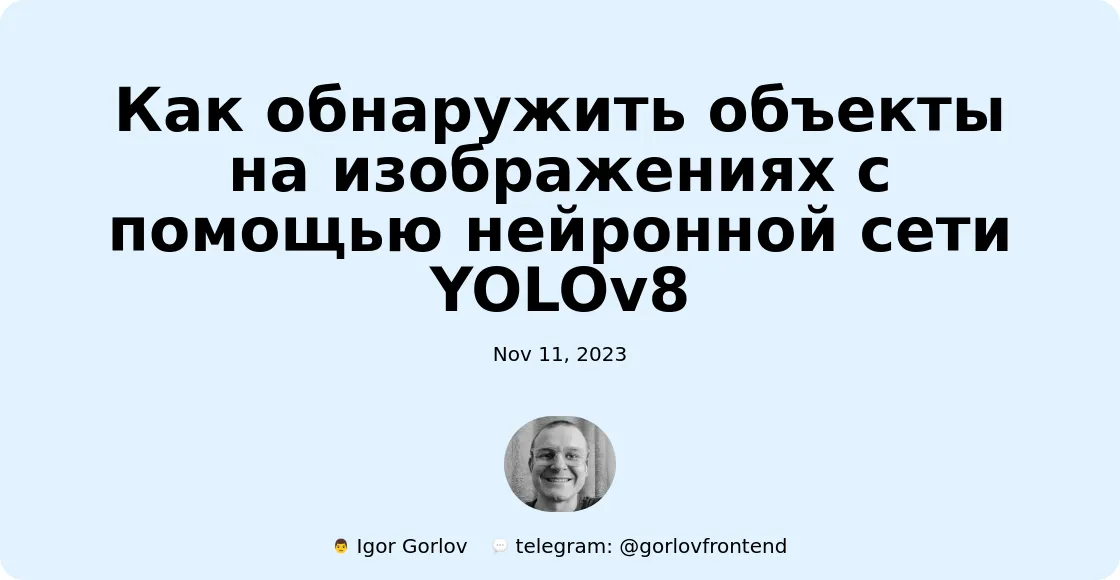 Как обнаружить объекты
на изображениях с
помощью нейронной сети
YOLOv8
Nov 11, 2023
Igor Gorlov telegram: @gorlovfrontend